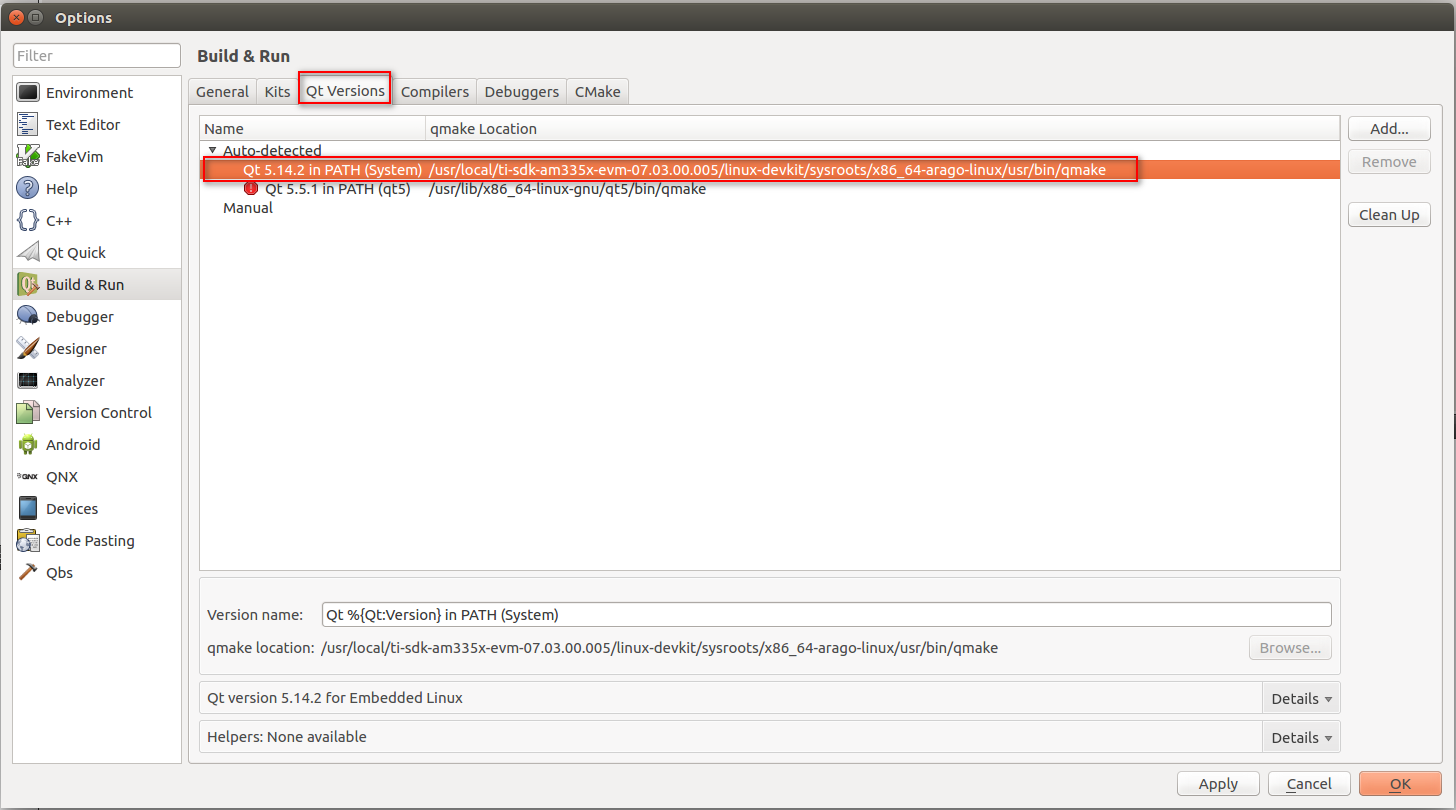 Options
Filter
Environment
Text Editor
FakeVim
Help
C++
Qt Quick
Build & Run
Debugger
Designer
Analyzer
Version Control
Android
QNX
Devices
Code Pasting
Qbs
Build & Run
General Kits Qt Versions Compilers Debuggers CMake
Name qmake Location
Auto-detected
Qt 5.14.2 in PATH (System) /usr/local/ti-sdk-am335x-evm-07.03.00.005/linux-devkit/sysroots/x86_64-arago-linux/usr/bin/qmake
Qt 5.5.1 in PATH (qt5) /usr/lib/x86_64-linux-gnu/qt5/bin/qmake
Manual
Add...
Remove
Clean Up
Version name: Qt %{Qt:Version} in PATH (System)
qmake location: /usr/local/ti-sdk-am335x-evm-07.03.00.005/linux-devkit/sysroots/x86_64-arago-linux/usr/bin/qmake Browse...
Qt version 5.14.2 for Embedded Linux Details
Helpers: None available Details
Apply Cancel OK